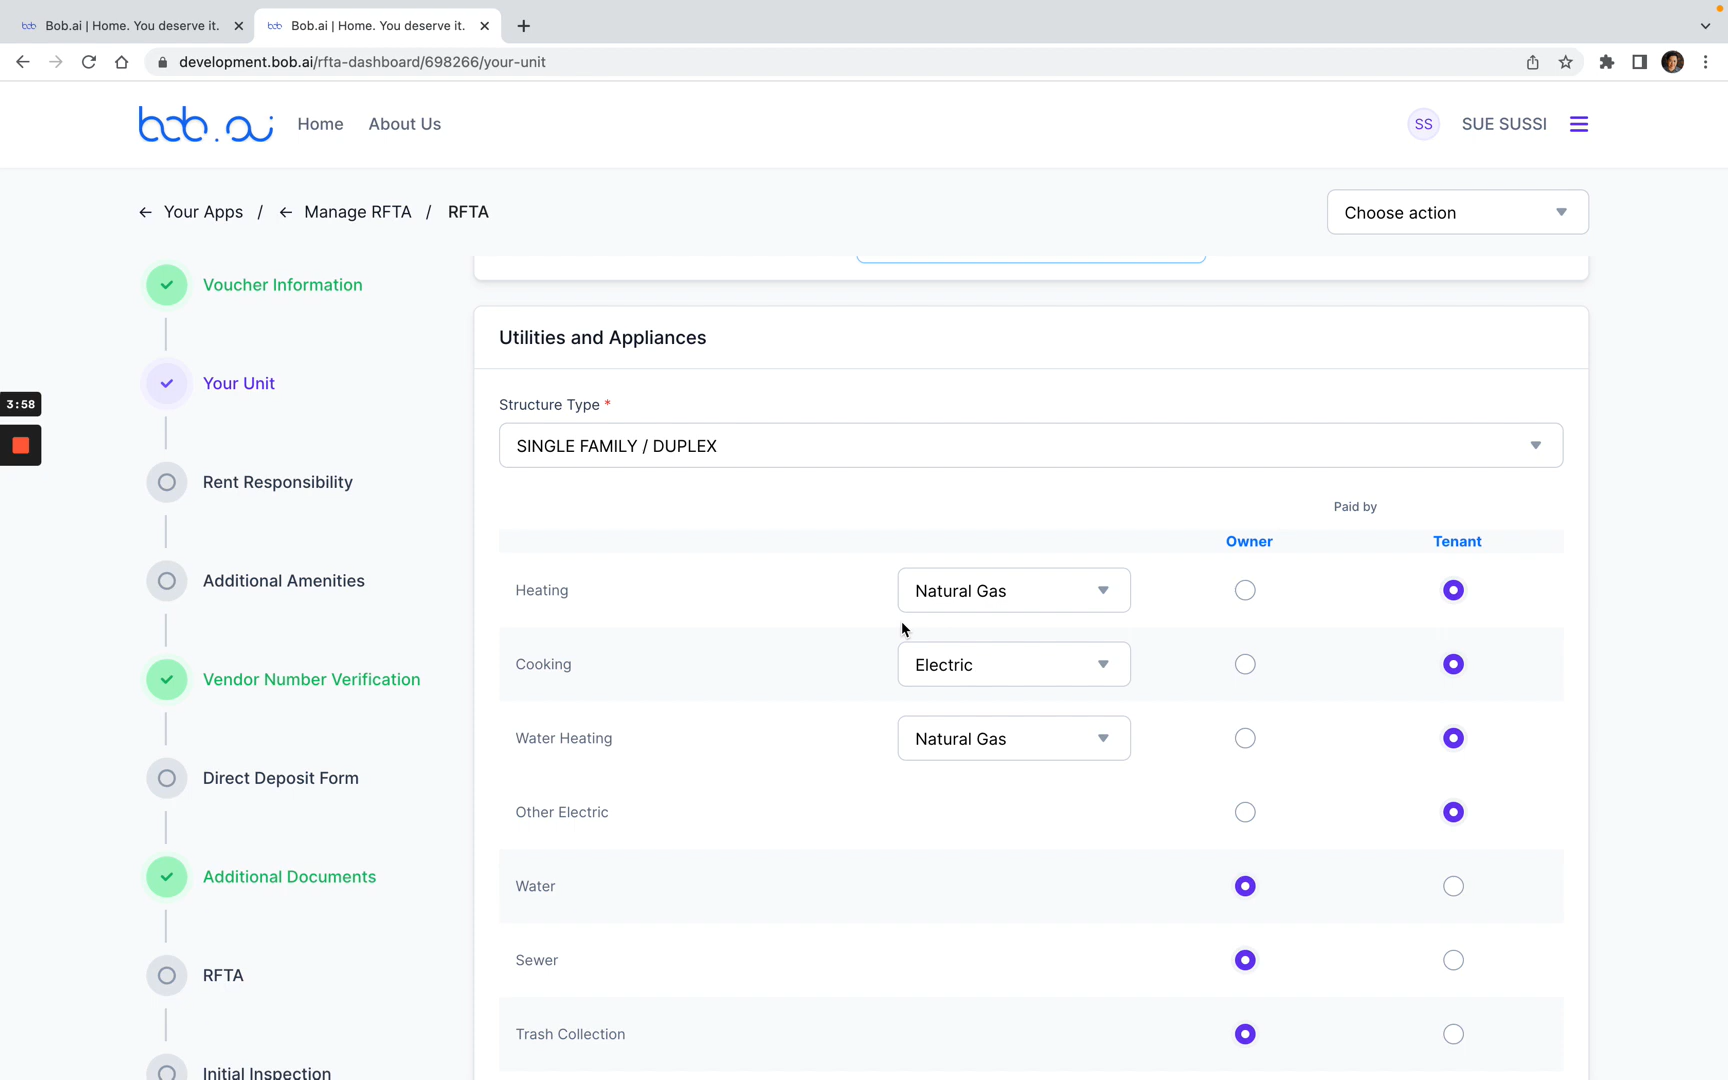 Bob.ai | Home. You deserve it.
Bob.ai | Home. You deserve it.
development.bob.ai/rfta-dashboard/698266/your-unit
bob.ai
Home
About Us
SS
SUE SUSSI
← Your Apps / ← Manage RFTA / RFTA
Choose action
Voucher Information
Your Unit
3:58
Rent Responsibility
Additional Amenities
Vendor Number Verification
Direct Deposit Form
Additional Documents
RFTA
Initial Inspection
Utilities and Appliances
Structure Type *
SINGLE FAMILY / DUPLEX
Paid by
Owner
Tenant
Heating
Natural Gas
Cooking
Electric
Water Heating
Natural Gas
Other Electric
Water
Sewer
Trash Collection